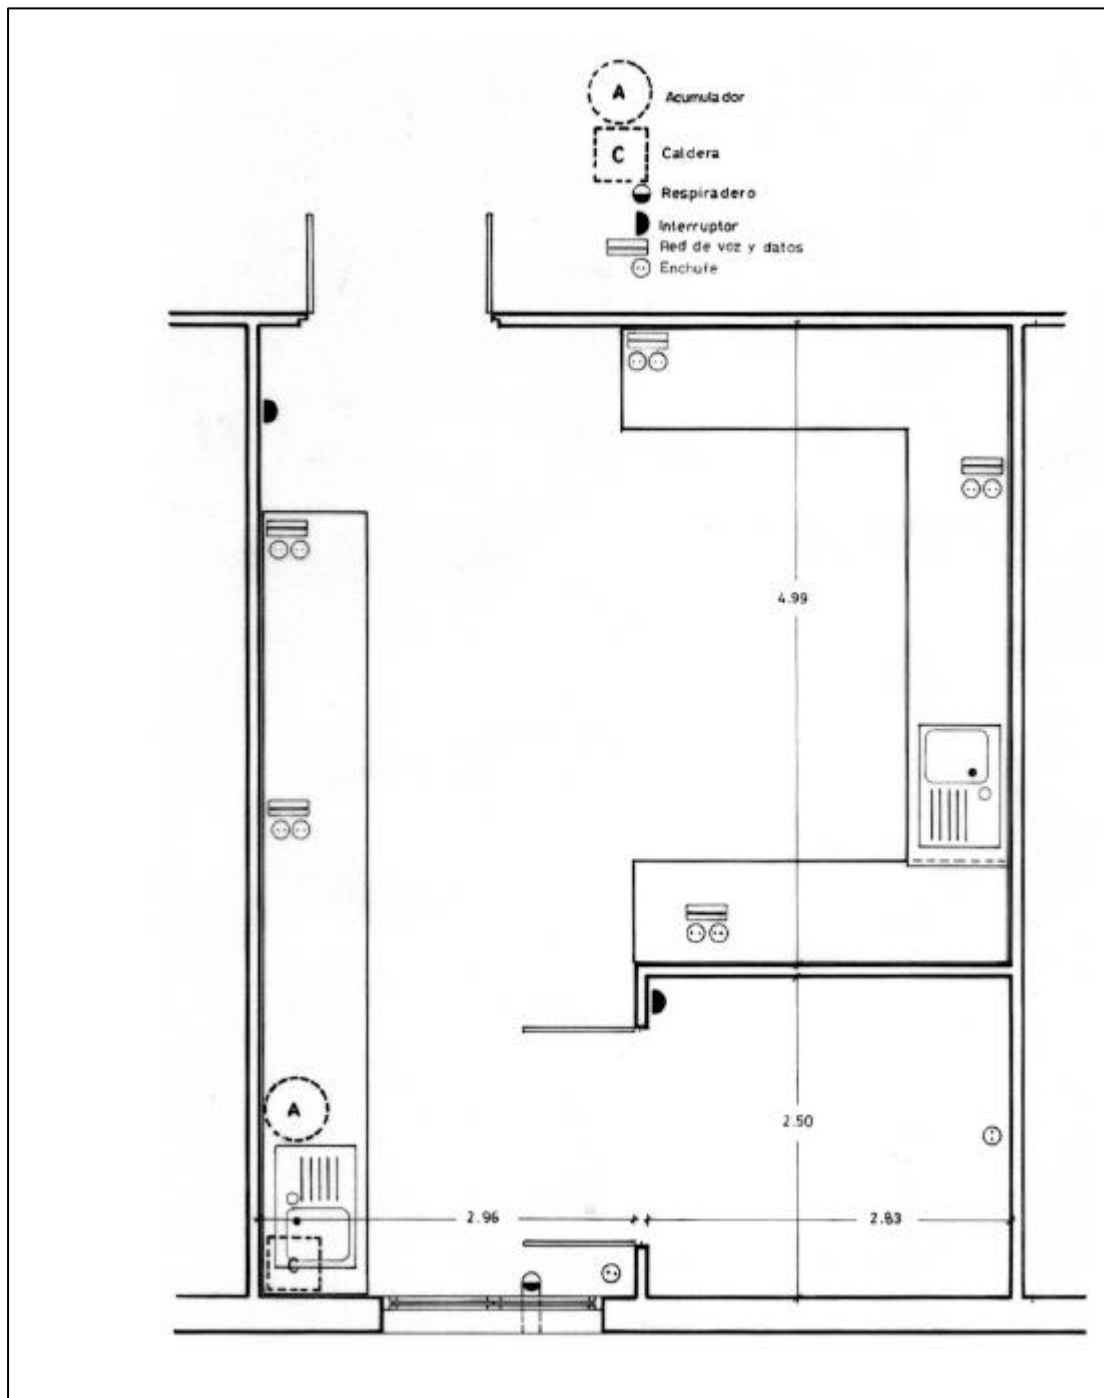 A Acumulador
C Caldera
Respiradero
Interruptor
Red de voz y datos
Enchufe
4.99
A
2.50
2.96
2.83
C